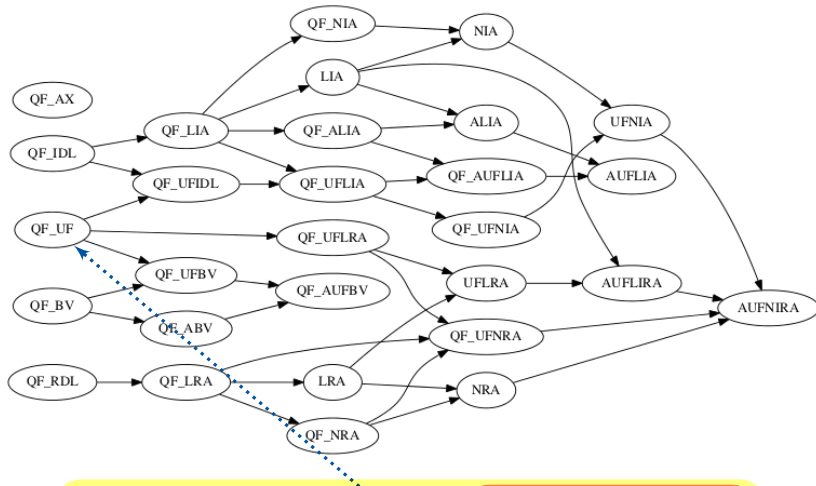 QF_NIA
NIA
LIA
QF_AX
QF_LIA
QF_ALIA
ALIA
UFNIA
QF_IDL
QF_UFIDL
QF_UFLIA
QF_AUFLIA
AUFLIA
QF_UF
QF_UFLRA
QF_UFNIA
QF_UFBV
QF_AUFBV
UFLRA
AUFLIRA
QF_BV
QF_ABV
QF_UFNRA
AUFNIRA
QF_RDL
QF_LRA
LRA
NRA
QF_NRA